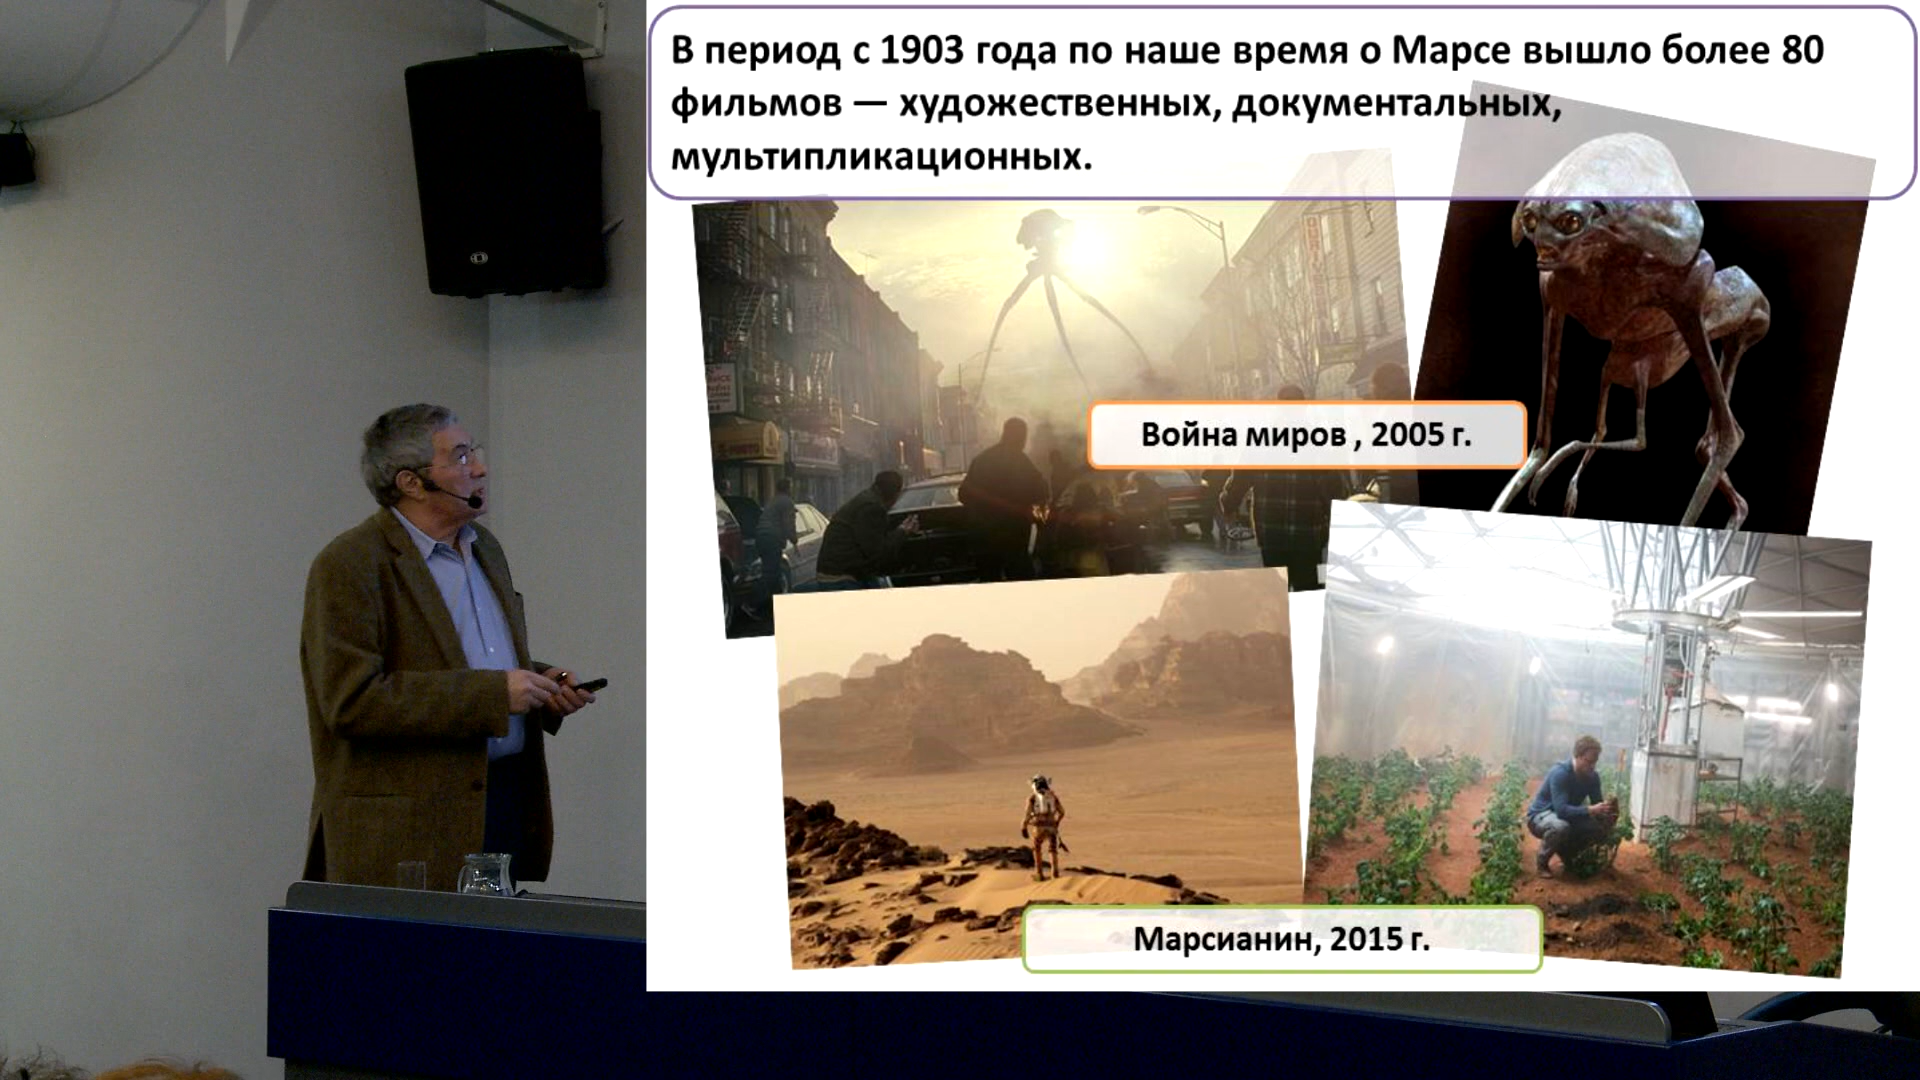 В период с 1903 года по наше время о Марсе вышло более 80
фильмов — художественных, документальных,
мультипликационных.
Война миров , 2005 г.
Марсианин, 2015 г.